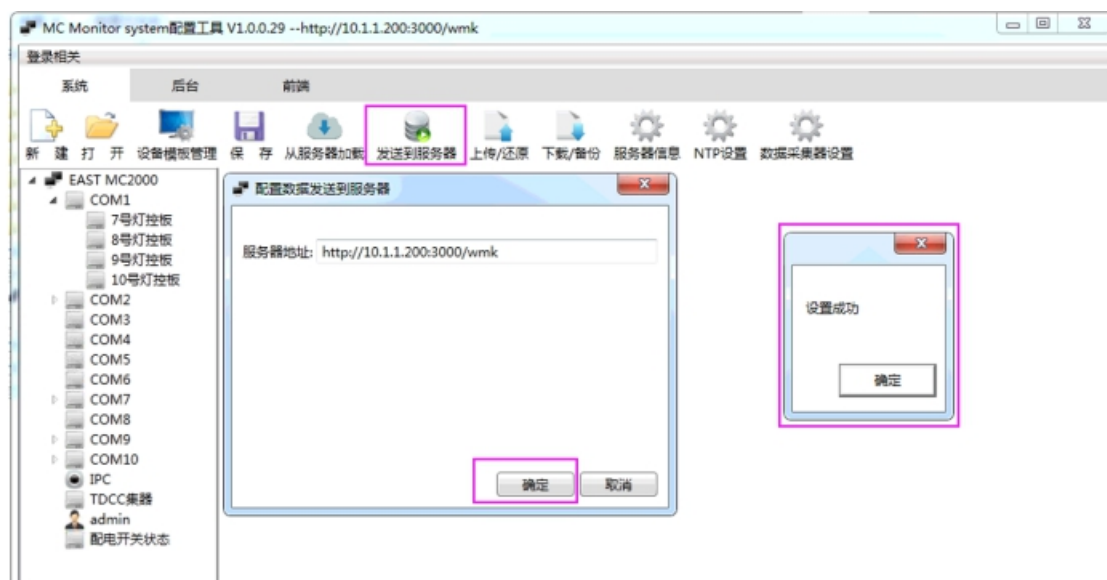 MC Monitor system配置工具 V1.0.0.29 --http://10.1.1.200:3000/wmk
登录相关
系统 后台 前端
新 建 打 开 设备模板管理 保 存 从服务器加载 发送到服务器 上传/还原 下载/备份 服务器信息 NTP设置 数据采集器设置
EAST MC2000
COM1
7号灯控板
8号灯控板
9号灯控板
10号灯控板
COM2
COM3
COM4
COM5
COM6
COM7
COM8
COM9
COM10
IPC
TDCC集器
admin
配电开关状态
配置数据发送到服务器
服务器地址: http://10.1.1.200:3000/wmk
确定 取消
设置成功
确定